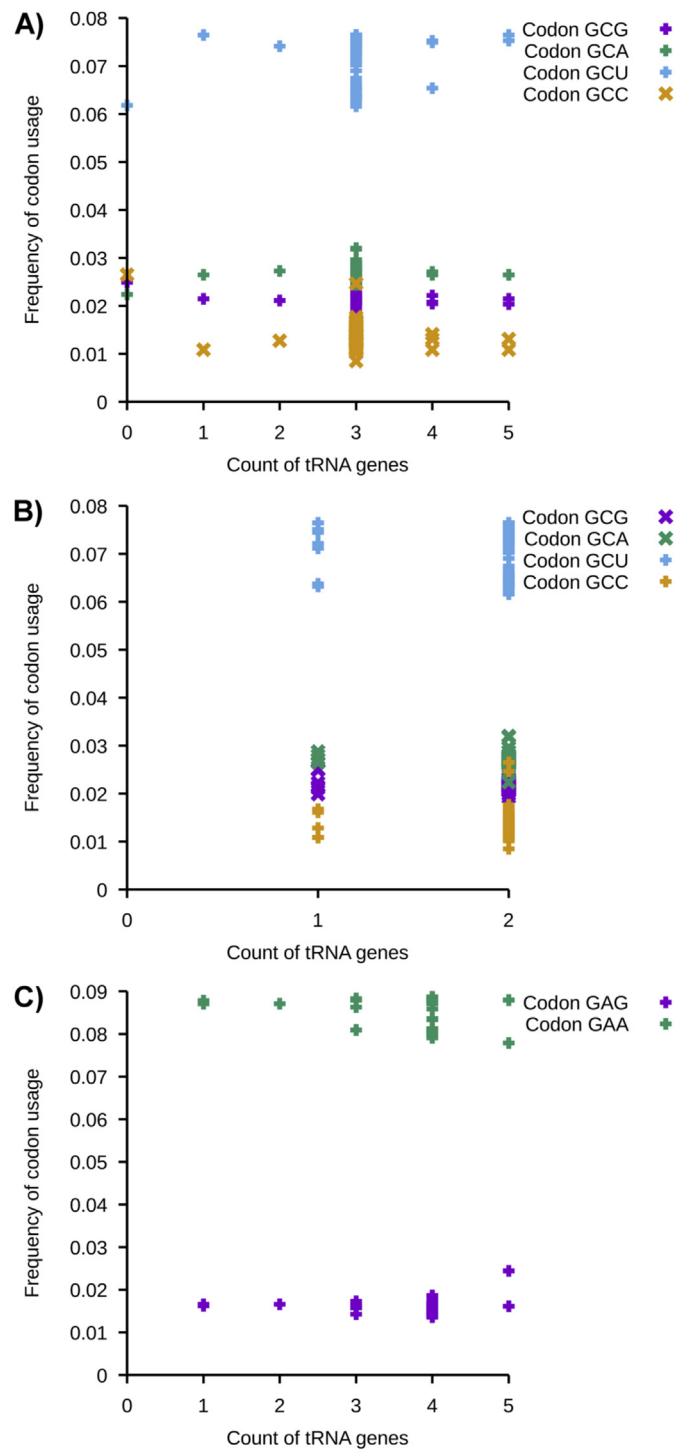 A)
0.08
0.07
0.06
0.05
0.04
0.03
0.02
0.01
0
Frequency of codon usage
0 1 2 3 4 5
Count of tRNA genes
Codon GCG
Codon GCA
Codon GCU
Codon GCC
B)
0.08
0.07
0.06
0.05
0.04
0.03
0.02
0.01
0
Frequency of codon usage
0 1 2
Count of tRNA genes
Codon GCG
Codon GCA
Codon GCU
Codon GCC
C)
0.09
0.08
0.07
0.06
0.05
0.04
0.03
0.02
0.01
0
Frequency of codon usage
0 1 2 3 4 5
Count of tRNA genes
Codon GAG
Codon GAA